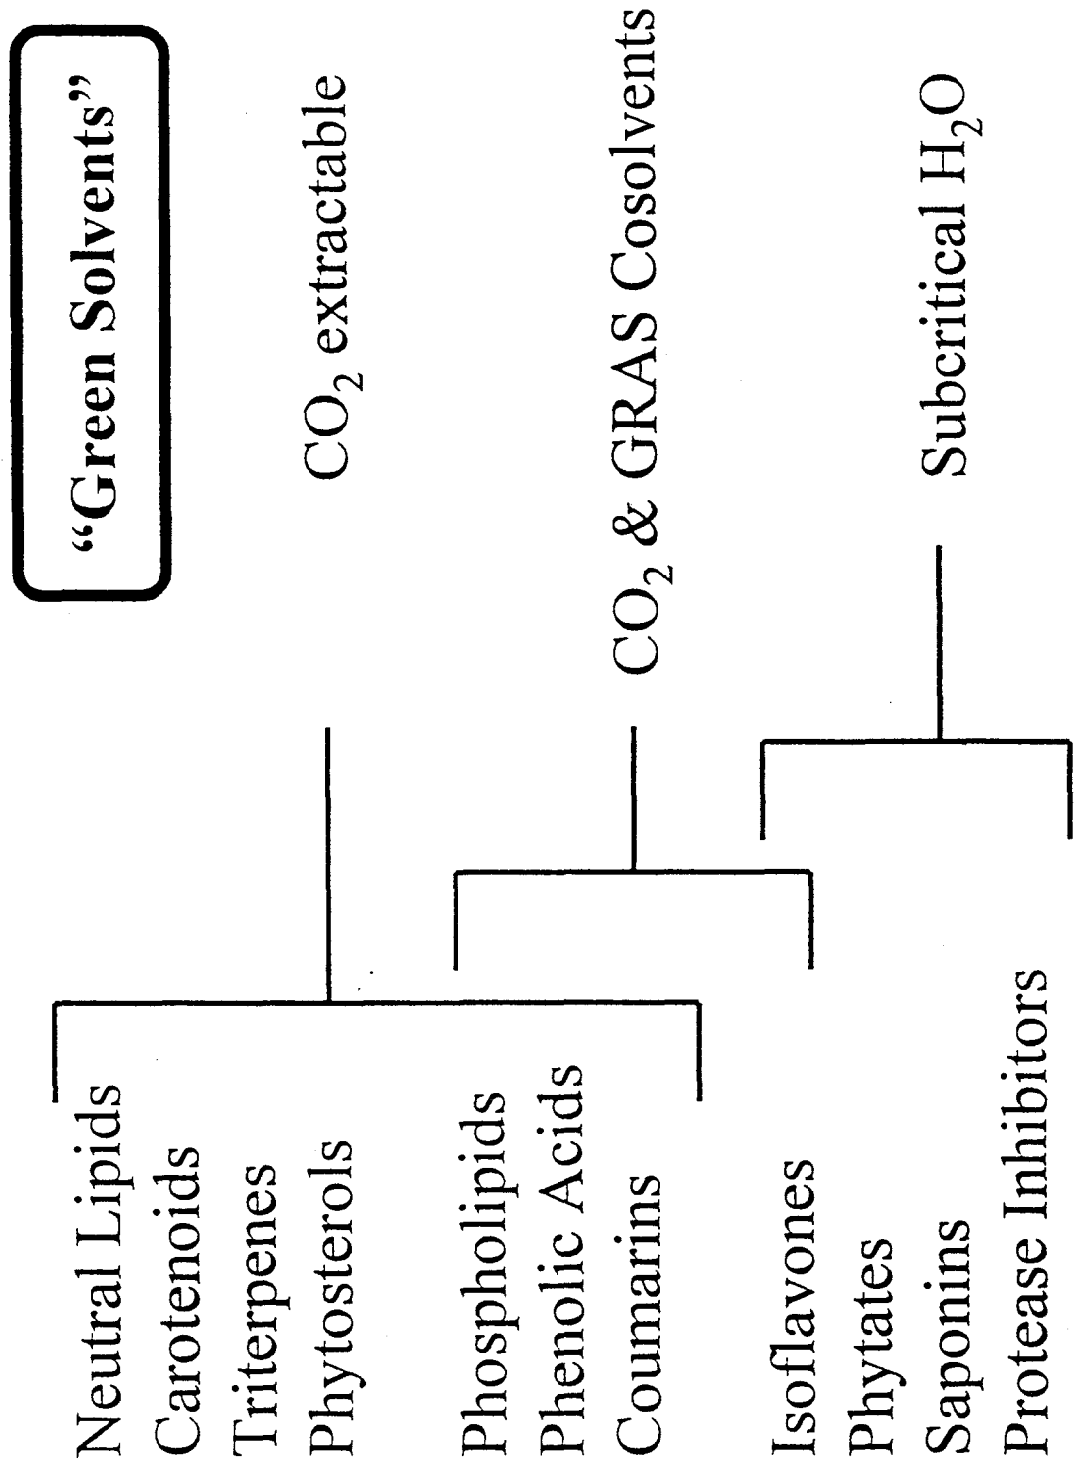 “Green Solvents”
Neutral Lipids
Carotenoids
Triterpenes
Phytosterols
CO₂ extractable
Phospholipids
Phenolic Acids
Coumarins
CO₂ & GRAS Cosolvents
Isoflavones
Phytates
Saponins
Protease Inhibitors
Subcritical H₂O